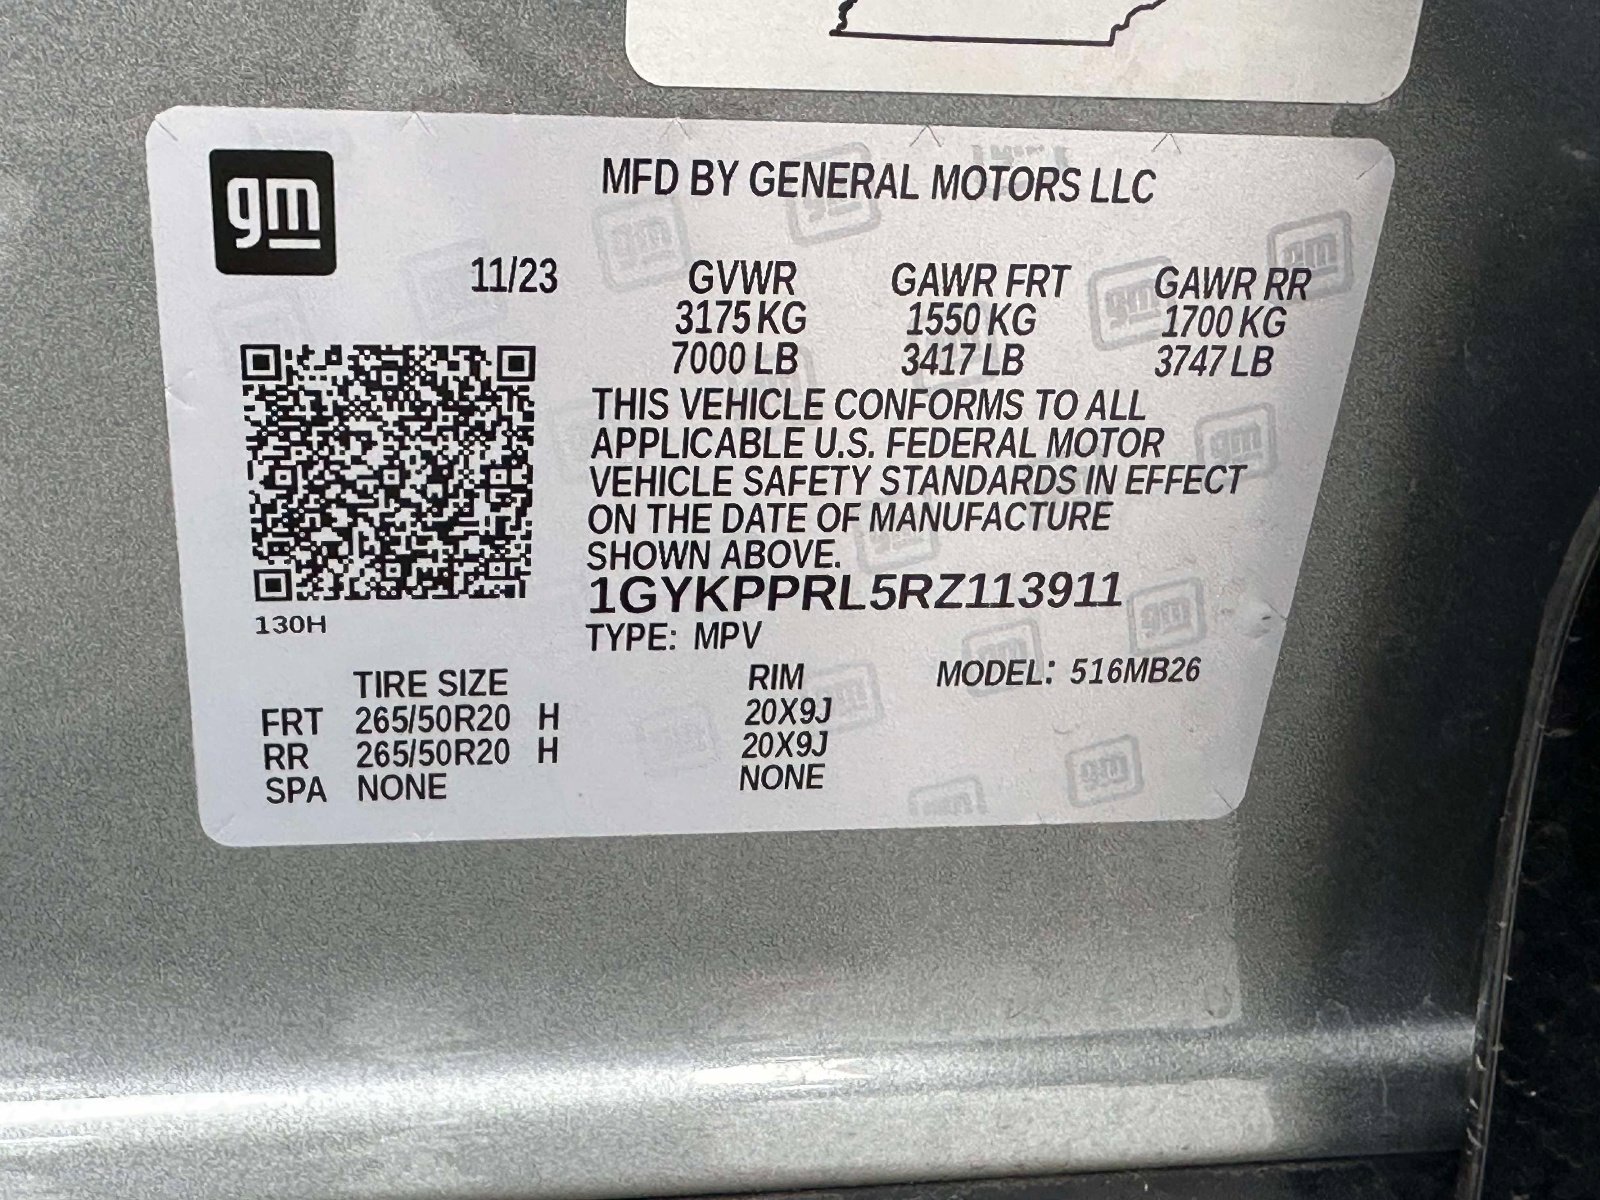 gm
MFD BY GENERAL MOTORS LLC
11/23 GVWR GAWR FRT GAWR RR
3175 KG 1550 KG 1700 KG
7000 LB 3417 LB 3747 LB
THIS VEHICLE CONFORMS TO ALL
APPLICABLE U.S. FEDERAL MOTOR
VEHICLE SAFETY STANDARDS IN EFFECT
ON THE DATE OF MANUFACTURE
SHOWN ABOVE.
1GYKPPRL5RZ113911
130H
TYPE: MPV
MODEL: 516MB26
TIRE SIZE RIM
FRT 265/50R20 H 20X9J
RR 265/50R20 H 20X9J
SPA NONE NONE